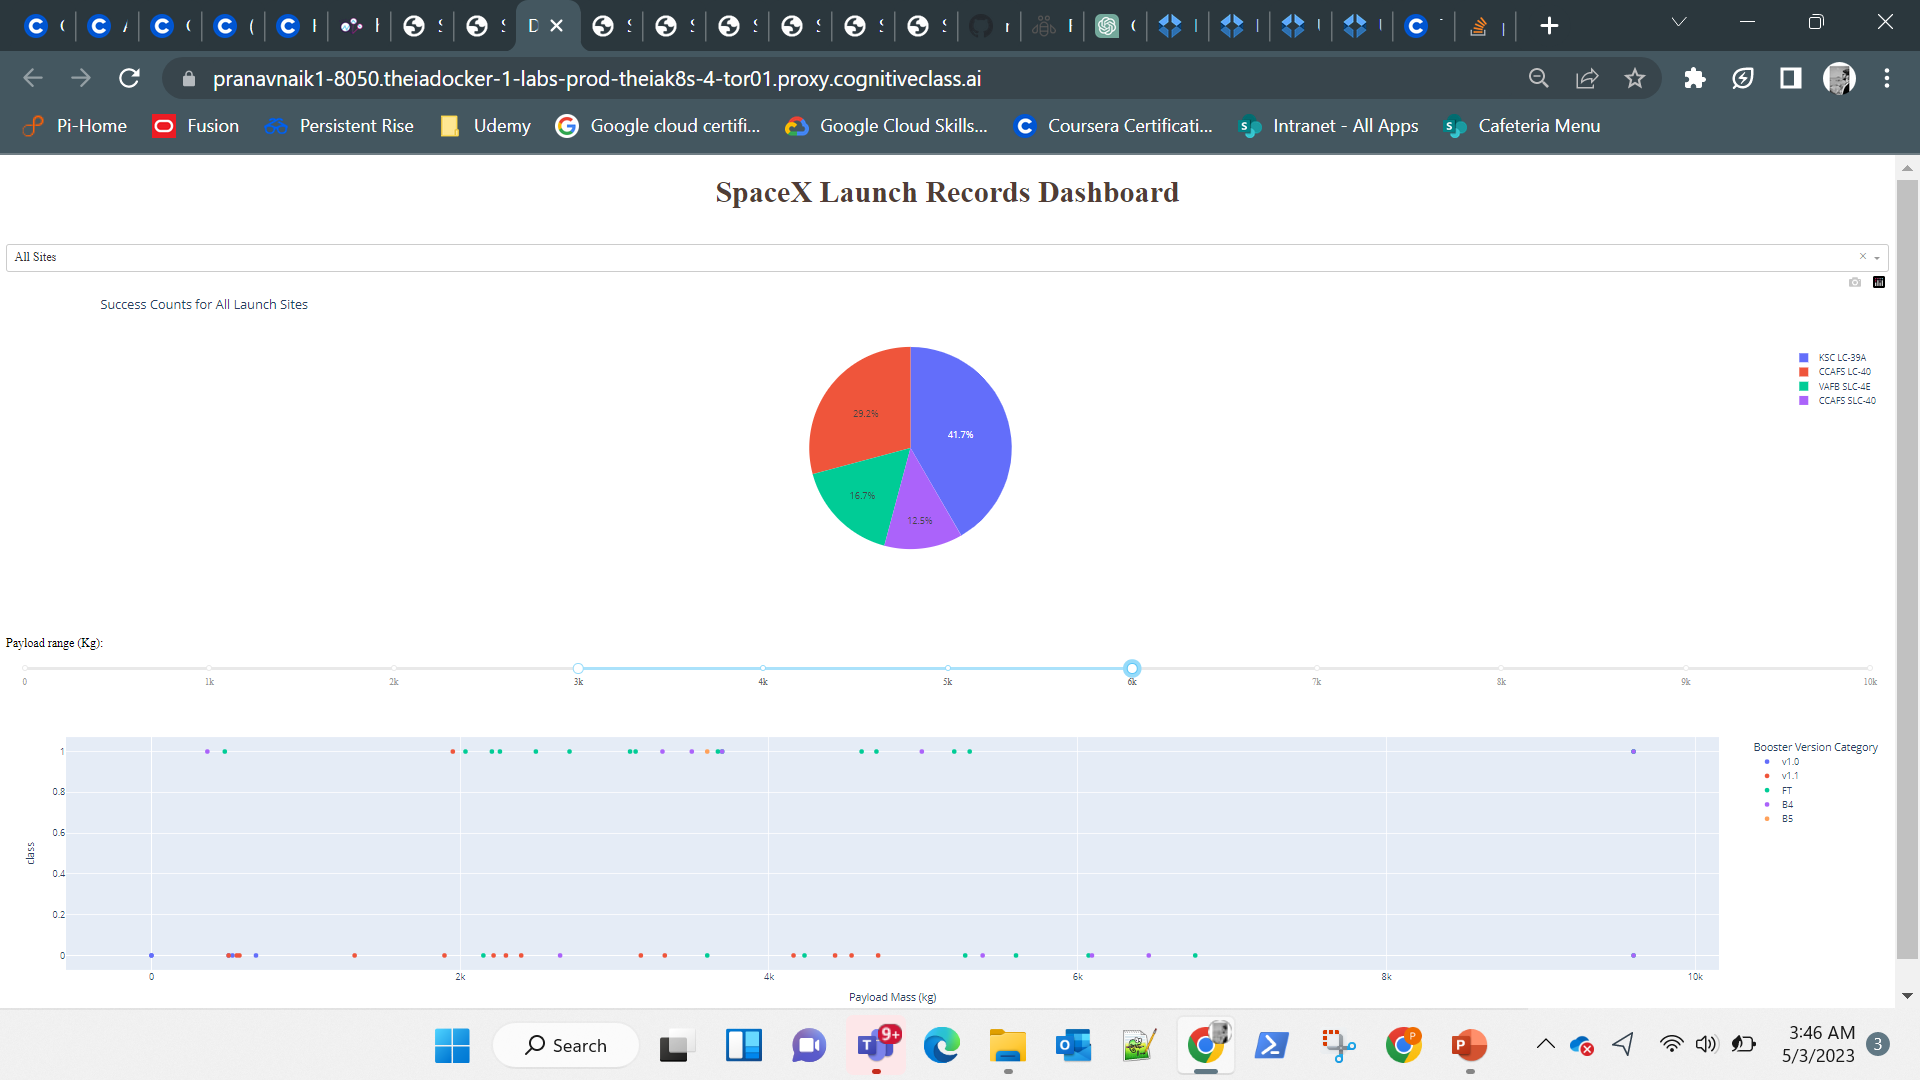 pranavnaik1-8050.theiadocker-1-labs-prod-theiak8s-4-tor01.proxy.cognitiveclass.ai
Pi-Home Fusion Persistent Rise Udemy Google cloud certifi... Google Cloud Skills... Coursera Certificati... Intranet - All Apps Cafeteria Menu
SpaceX Launch Records Dashboard
All Sites
Success Counts for All Launch Sites
KSC LC-39A
CCAFS LC-40
VAFB SLC-4E
CCAFS SLC-40
29.2%
41.7%
16.7%
12.5%
Payload range (Kg):
0 1k 2k 3k 4k 5k 6k 7k 8k 9k 10k
Booster Version Category
v1.0
v1.1
FT
B4
B5
class
1
0.8
0.6
0.4
0.2
0
0 2k 4k 6k 8k 10k
Payload Mass (kg)
Search
9+
3:46 AM
5/3/2023
3